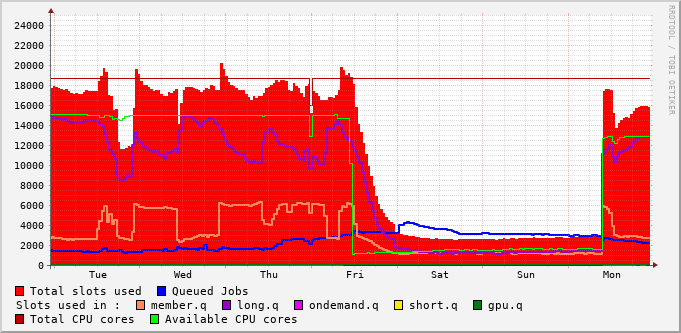 RRDTOOL / TOBI OETIKER
24000
22000
20000
18000
16000
14000
12000
10000
8000
6000
4000
2000
0
Tue Wed Thu Fri Sat Sun Mon
Total slots used Queued Jobs
Slots used in : member.q long.q ondemand.q short.q gpu.q
Total CPU cores Available CPU cores